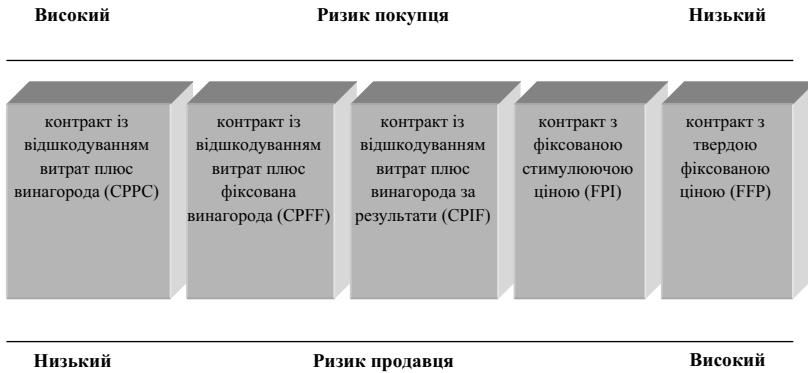 Високий Ризик покупця Низький
контракт із
відшкодуванням
витрат плюс
винагорода (CPPC)
контракт із
відшкодуванням
витрат плюс
фіксована
винагорода (CPFF)
контракт із
відшкодуванням
витрат плюс
винагорода за
результати (CPIF)
контракт з
фіксованою
стимулюючою
ціною (FPI)
контракт з
твердою
фіксованою
ціною (FFP)
Низький Ризик продавця Високий